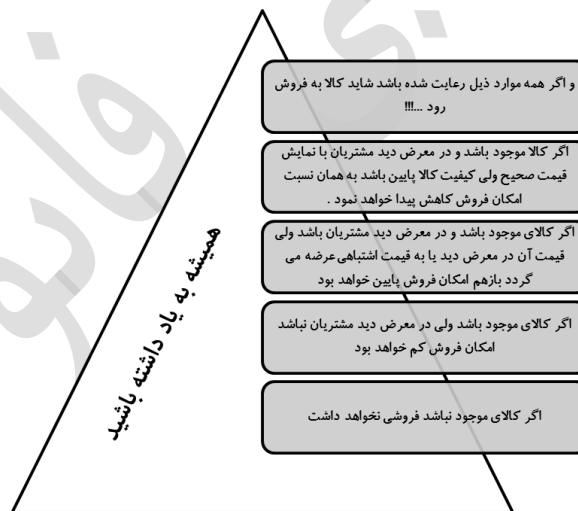 و اگر همه موارد ذیل رعایت شده باشد شاید کالا به فروش
رود ...!!!
اگر کالا موجود باشد و در معرض دید مشتریان با نمایش
قیمت صحیح ولی کیفیت کالا پایین باشد به همان نسبت
امکان فروش کاهش پیدا خواهد نمود .
اگر کالای موجود باشد و در معرض دید مشتریان باشد ولی
قیمت آن در معرض دید یا به قیمت اشتباهی عرضه می
گردد بازهم امکان فروش پایین خواهد بود
اگر کالای موجود باشد ولی در معرض دید مشتریان نباشد
امکان فروش کم خواهد بود
اگر کالای موجود نباشد فروشی نخواهد داشت
همیشه به یاد داشته باشید